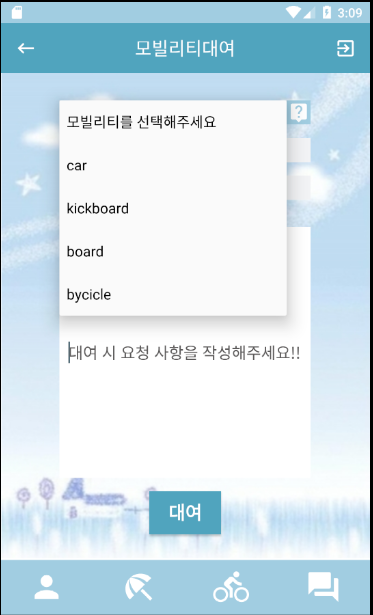 3:09
모빌리티대여
?
모빌리티를 선택해주세요
car
kickboard
board
bycicle
대여 시 요청 사항을 작성해주세요!!
대여